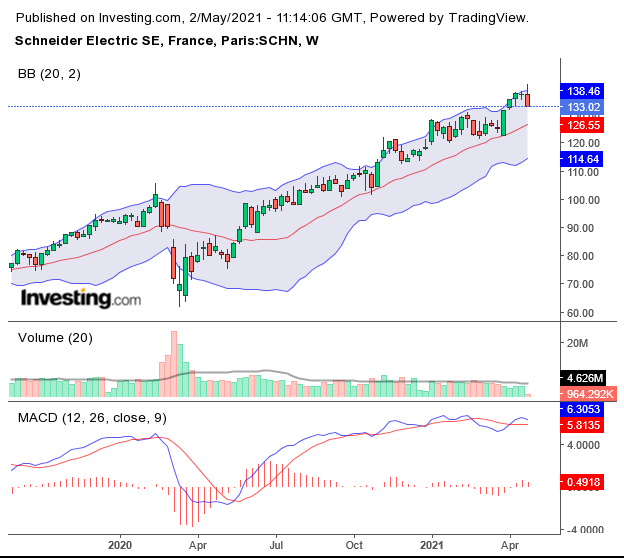 Published on Investing.com, 2/May/2021 - 11:14:06 GMT, Powered by TradingView.
Schneider Electric SE, France, Paris:SCHN, W
BB (20, 2)
138.46
133.02
126.55
120.00
114.64
110.00
100.00
90.00
80.00
70.00
60.00
Investing.com
Volume (20)
20M
4.626M
964.292K
MACD (12, 26, close, 9)
6.3053
5.8135
4.0000
0.4918
-4.0000
2020
Apr
Jul
Oct
2021
Apr